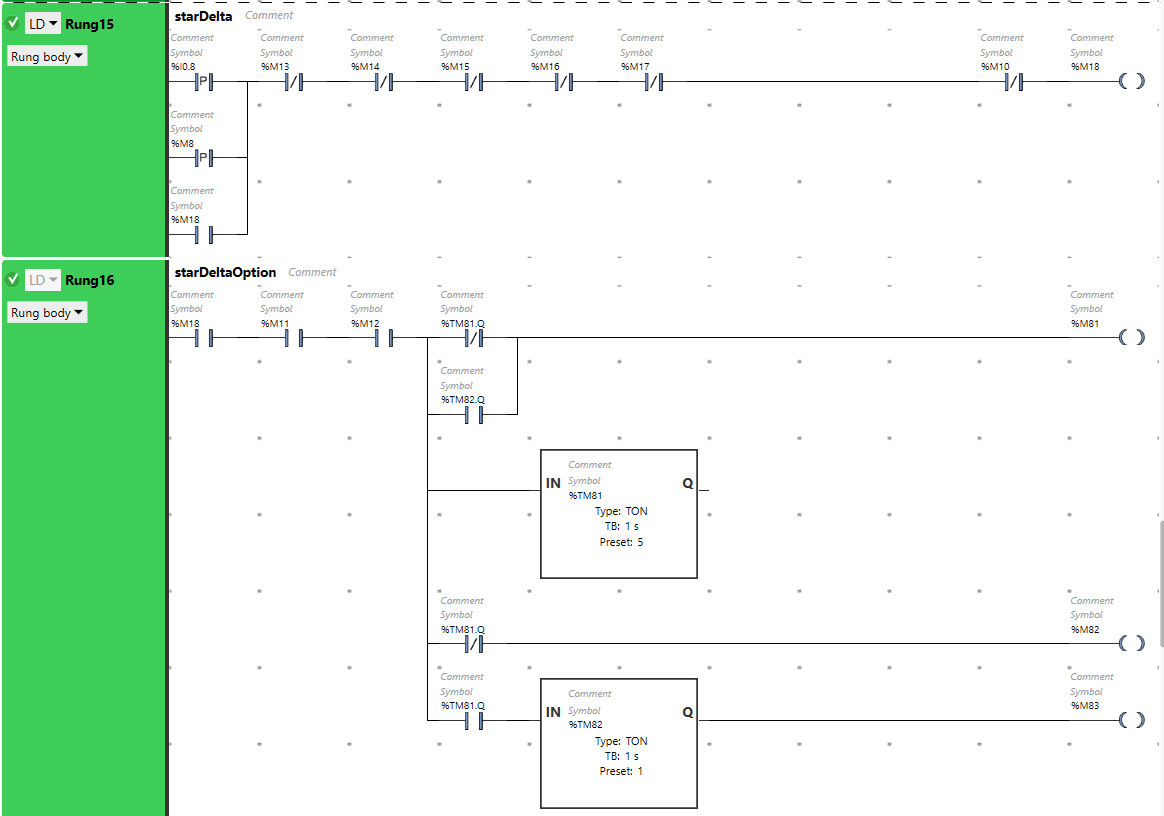 LD Rung15
Rung body
starDelta Comment
Comment Comment Comment Comment Comment Comment Comment Comment
Symbol Symbol Symbol Symbol Symbol Symbol Symbol Symbol
%I0.8 %M13 %M14 %M15 %M16 %M17 %M10 %M18
P / / / / / / ( )
Comment
Symbol
%M8
P
Comment
Symbol
%M18
LD Rung16
Rung body
starDeltaOption Comment
Comment Comment Comment Comment Comment
Symbol Symbol Symbol Symbol Symbol
%M18 %M11 %M12 %TM81.Q %M81
/ ( )
Comment
Symbol
%TM82.Q
Comment
IN Symbol Q
%TM81
Type: TON
TB: 1 s
Preset: 5
Comment Comment
Symbol Symbol
%TM81.Q %M82
/ ( )
Comment Comment
Symbol Symbol
%TM81.Q %M83
( )
Comment
IN Symbol Q
%TM82
Type: TON
TB: 1 s
Preset: 1